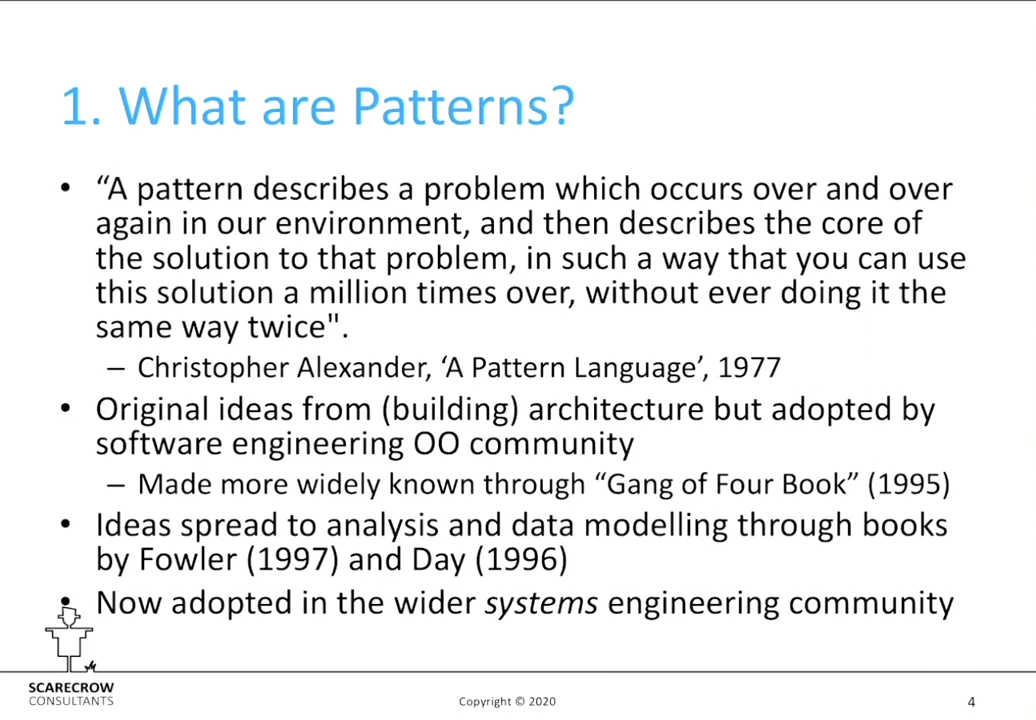 1. What are Patterns?
• “A pattern describes a problem which occurs over and over
again in our environment, and then describes the core of
the solution to that problem, in such a way that you can use
this solution a million times over, without ever doing it the
same way twice".
– Christopher Alexander, ‘A Pattern Language’, 1977
• Original ideas from (building) architecture but adopted by
software engineering OO community
– Made more widely known through “Gang of Four Book” (1995)
• Ideas spread to analysis and data modelling through books
by Fowler (1997) and Day (1996)
• Now adopted in the wider systems engineering community
SCARECROW
CONSULTANTS
Copyright © 2020
4